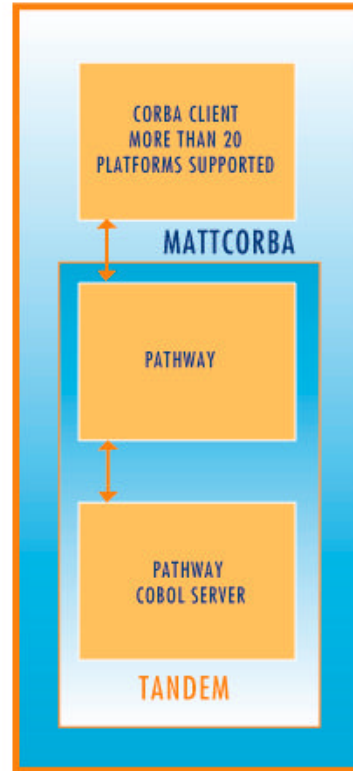 CORBA CLIENT
MORE THAN 20
PLATFORMS SUPPORTED
MATTCORBA
PATHWAY
PATHWAY
COBOL SERVER
TANDEM